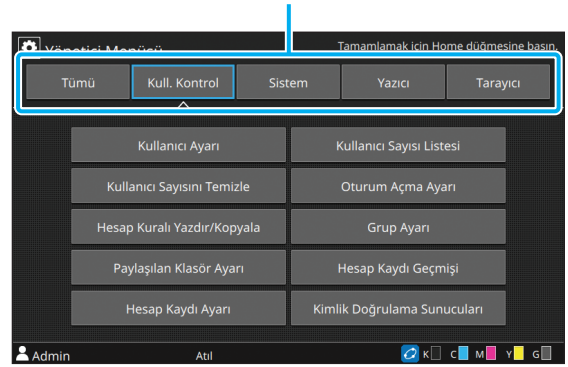 Yönetici Menüsü
Tamamlamak için Home düğmesine basın.
Tümü
Kull. Kontrol
Sistem
Yazıcı
Tarayıcı
Kullanıcı Ayarı
Kullanıcı Sayısı Listesi
Kullanıcı Sayısını Temizle
Oturum Açma Ayarı
Hesap Kuralı Yazdır/Kopyala
Grup Ayarı
Paylaşılan Klasör Ayarı
Hesap Kaydı Geçmişi
Hesap Kaydı Ayarı
Kimlik Doğrulama Sunucuları
Admin
Atıl
K C M Y G